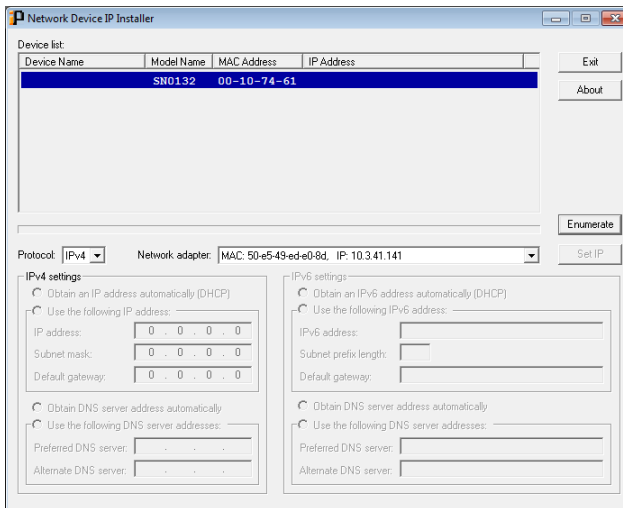 Network Device IP Installer
Device list:
Device Name Model Name MAC Address IP Address
SN0132 00-10-74-61
Exit
About
Enumerate
Protocol: IPv4 Network adapter: MAC: 50-e5-49-ed-e0-8d, IP: 10.3.41.141 Set IP
IPv4 settings
Obtain an IP address automatically (DHCP)
Use the following IP address:
IP address: 0 . 0 . 0 . 0
Subnet mask: 0 . 0 . 0 . 0
Default gateway: 0 . 0 . 0 . 0
Obtain DNS server address automatically
Use the following DNS server addresses:
Preferred DNS server: . . .
Alternate DNS server: . . .
IPv6 settings
Obtain an IPv6 address automatically (DHCP)
Use the following IPv6 address:
IPv6 address:
Subnet prefix length:
Default gateway:
Obtain DNS server address automatically
Use the following DNS server addresses:
Preferred DNS server:
Alternate DNS server: